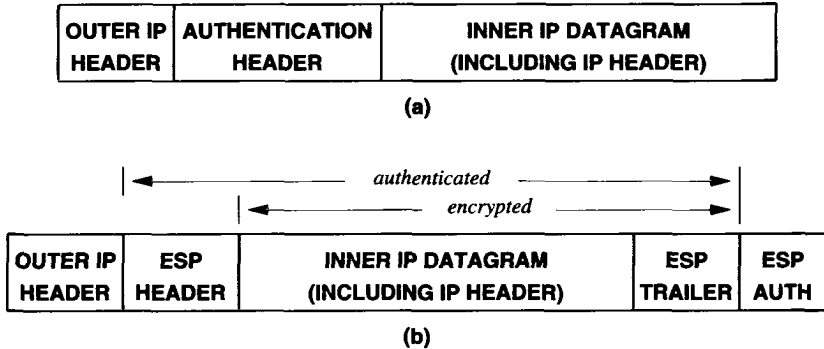 OUTER IP HEADER AUTHENTICATION HEADER INNER IP DATAGRAM (INCLUDING IP HEADER)
(a)
authenticated
encrypted
OUTER IP HEADER ESP HEADER INNER IP DATAGRAM (INCLUDING IP HEADER) ESP TRAILER ESP AUTH
(b)